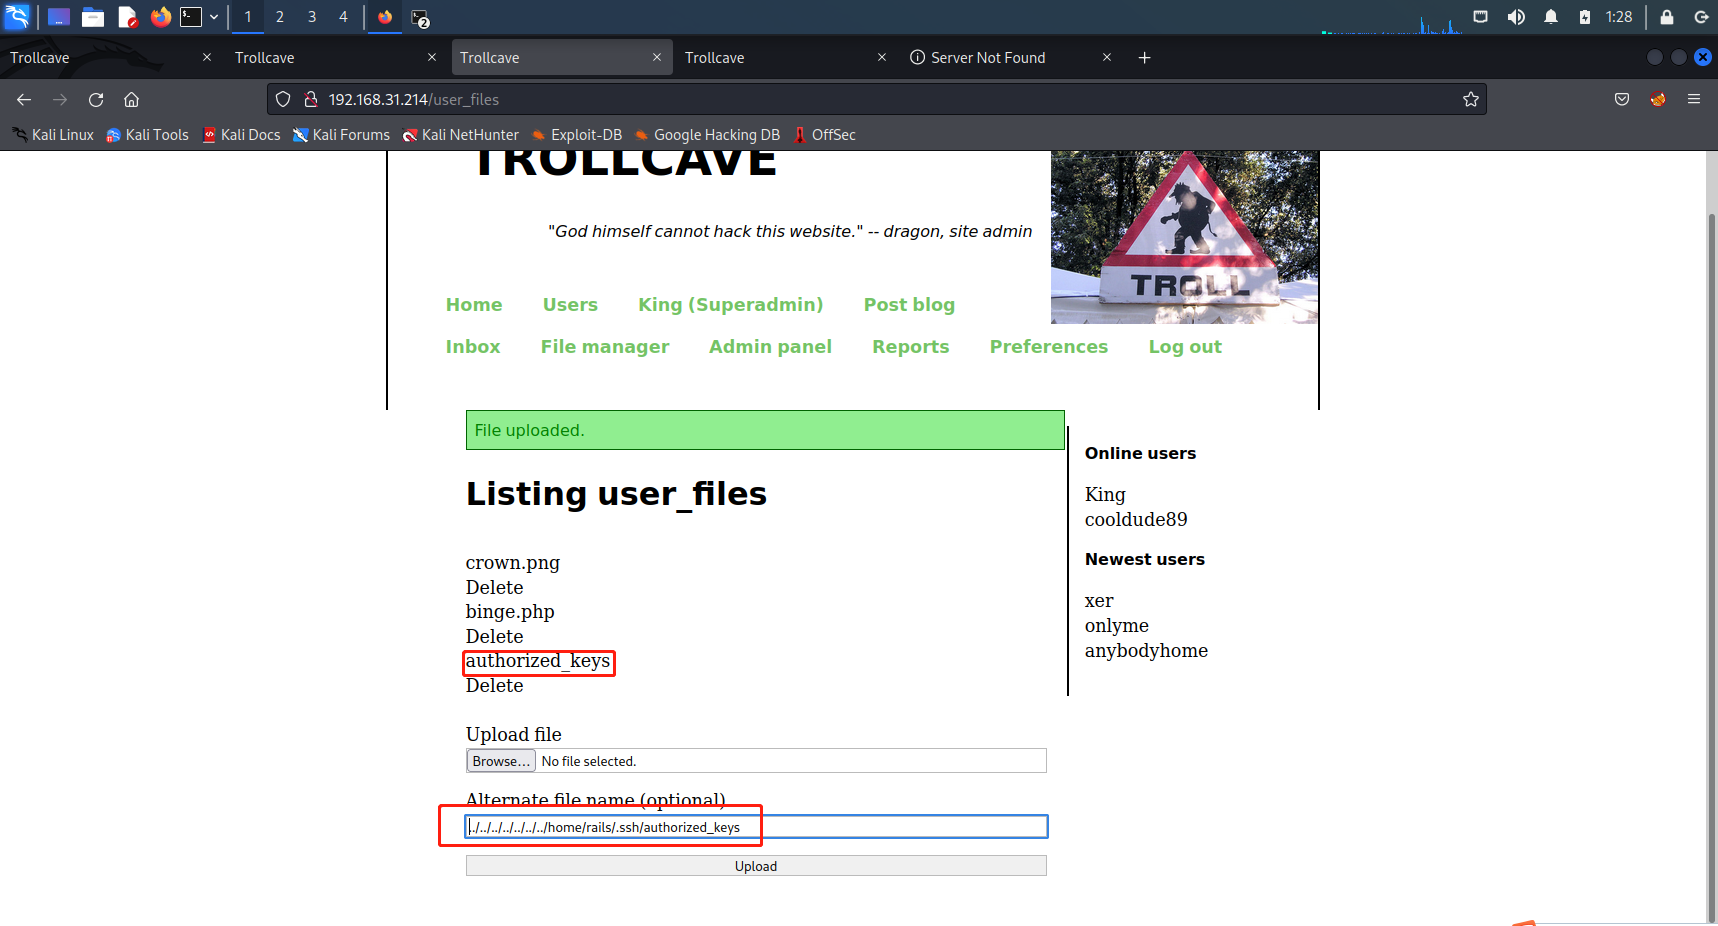 1 2 3 4 2 1:28
Trollcave Trollcave Trollcave Trollcave Server Not Found
192.168.31.214/user_files
Kali Linux Kali Tools Kali Docs Kali Forums Kali NetHunter Exploit-DB Google Hacking DB OffSec
TROLLCAVE
"God himself cannot hack this website." -- dragon, site admin
TROLL
Home Users King (Superadmin) Post blog
Inbox File manager Admin panel Reports Preferences Log out
File uploaded.
Listing user_files
crown.png
Delete
binge.php
Delete
authorized_keys
Delete
Upload file
Browse... No file selected.
Alternate file name (optional)
../../../../../../../home/rails/.ssh/authorized_keys
Upload
Online users
King
cooldude89
Newest users
xer
onlyme
anybodyhome